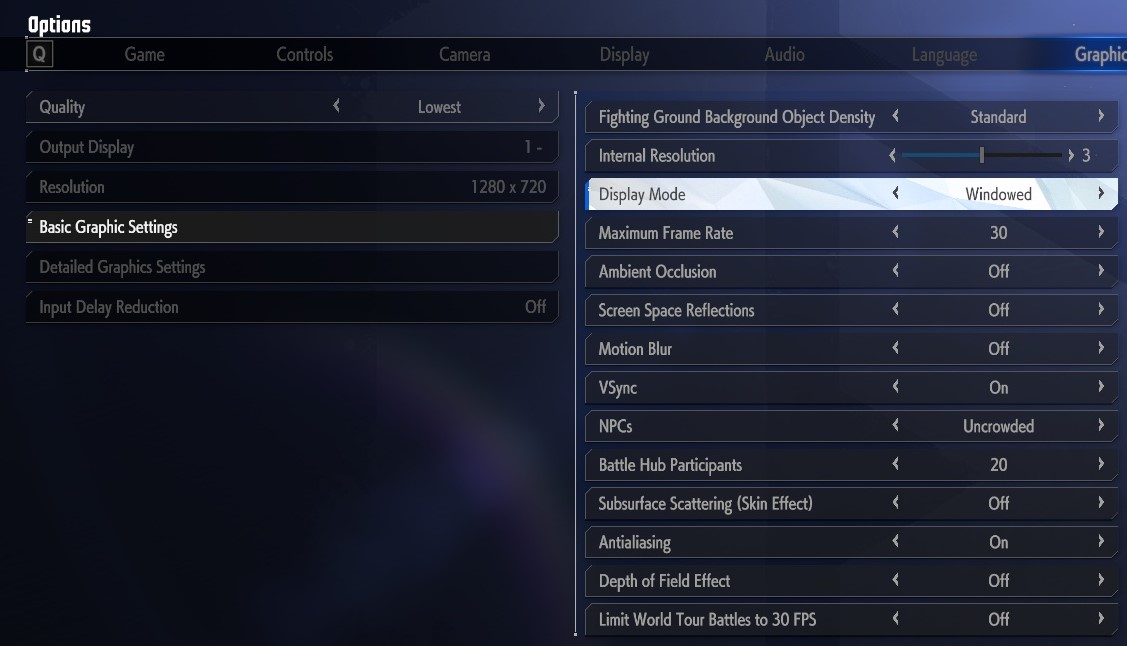 Options
Q Game Controls Camera Display Audio Language Graphic
Quality Lowest
Output Display 1 -
Resolution 1280 x 720
Basic Graphic Settings
Detailed Graphics Settings
Input Delay Reduction Off
Fighting Ground Background Object Density Standard
Internal Resolution 3
Display Mode Windowed
Maximum Frame Rate 30
Ambient Occlusion Off
Screen Space Reflections Off
Motion Blur Off
VSync On
NPCs Uncrowded
Battle Hub Participants 20
Subsurface Scattering (Skin Effect) Off
Antialiasing On
Depth of Field Effect Off
Limit World Tour Battles to 30 FPS Off